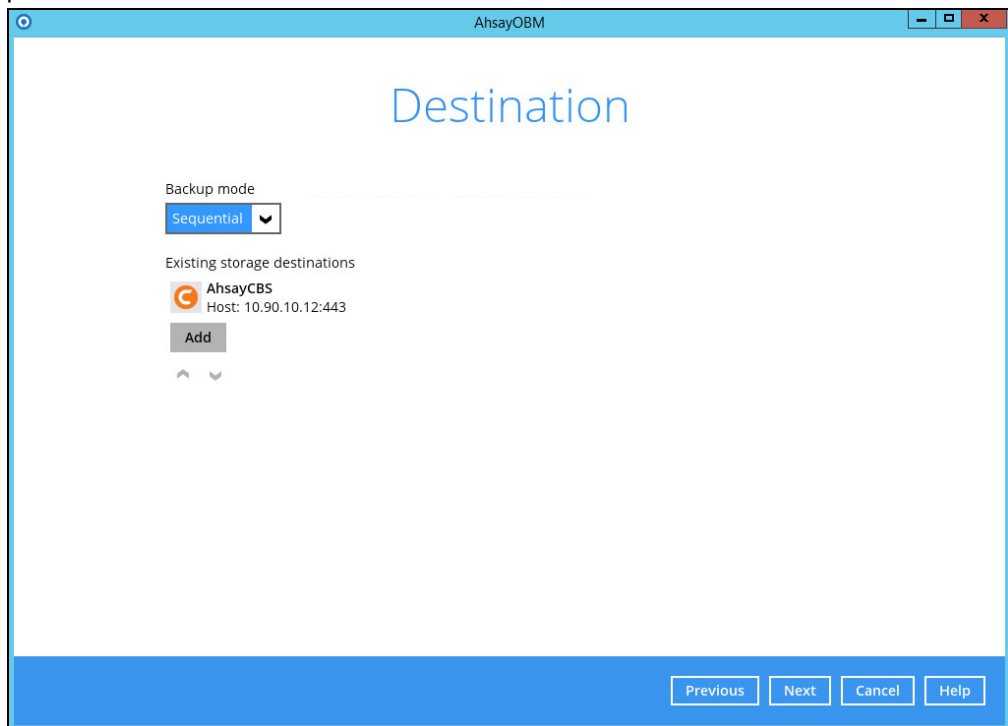 AhsayOBM
Destination
Backup mode
Sequential
Existing storage destinations
AhsayCBS
Host: 10.90.10.12:443
Add
Previous Next Cancel Help